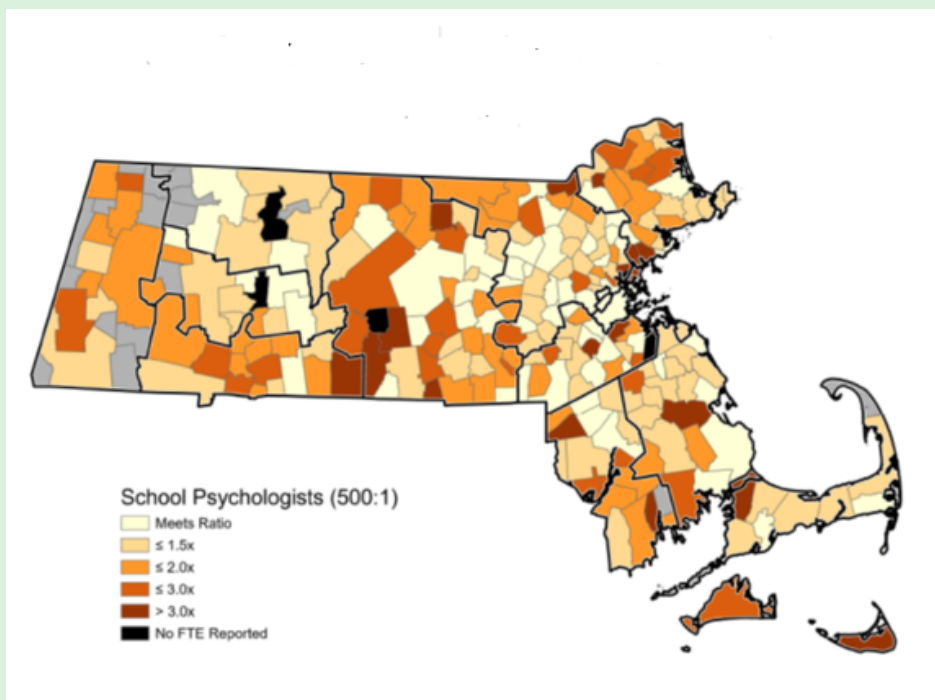 School Psychologists (500:1)
Meets Ratio
≤ 1.5x
≤ 2.0x
≤ 3.0x
> 3.0x
No FTE Reported